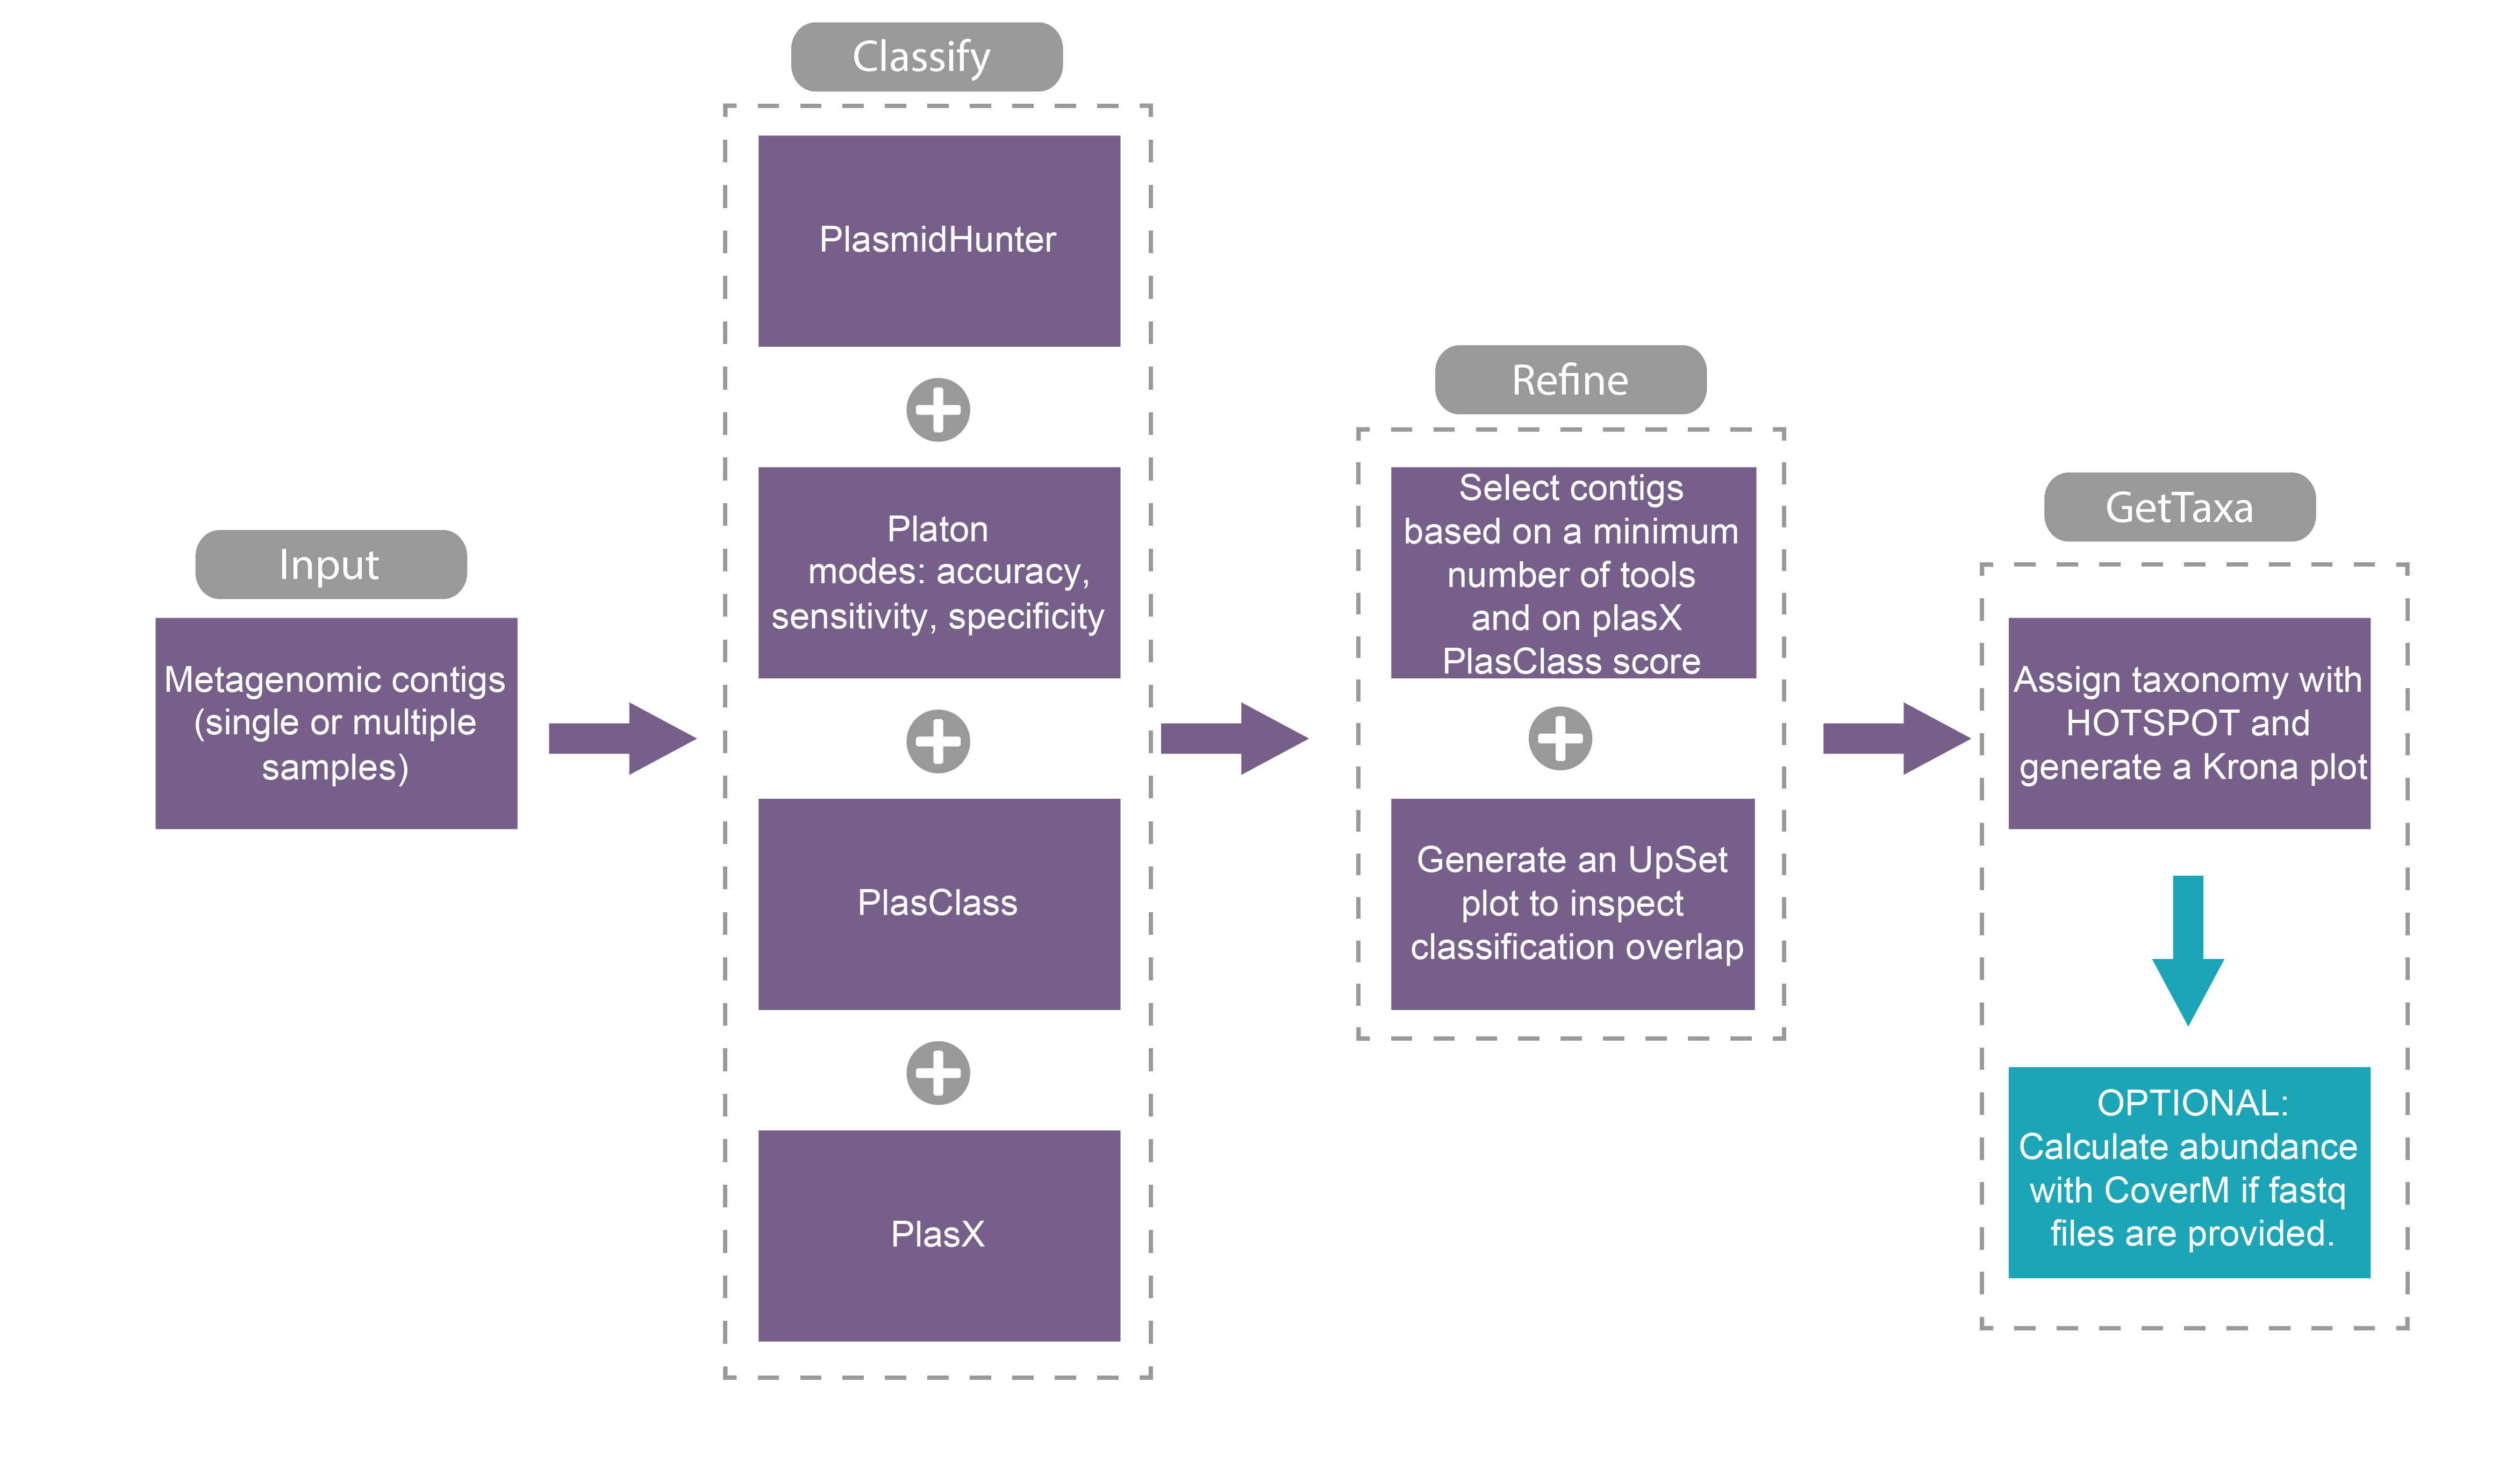 Input
Metagenomic contigs
(single or multiple
samples)
Classify
PlasmidHunter
Platon
modes: accuracy,
sensitivity, specificity
PlasClass
PlasX
Refine
Select contigs
based on a minimum
number of tools
and on plasX
PlasClass score
Generate an UpSet
plot to inspect
classification overlap
GetTaxa
Assign taxonomy with
HOTSPOT and
generate a Krona plot
OPTIONAL:
Calculate abundance
with CoverM if fastq
files are provided.